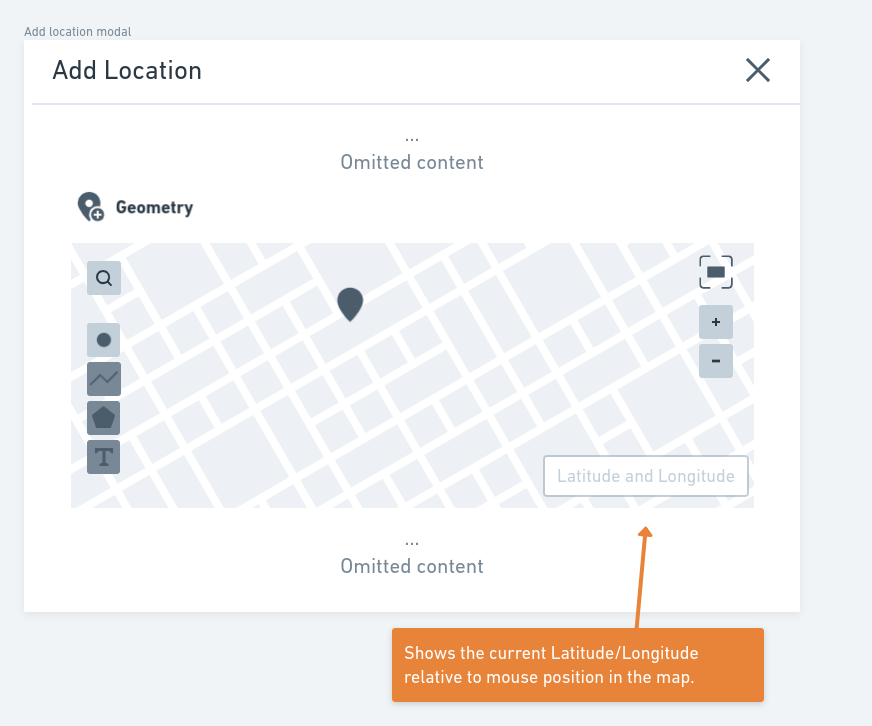 Add location modal
Add Location
...
Omitted content
Geometry
+
-
T
Latitude and Longitude
...
Omitted content
Shows the current Latitude/Longitude
relative to mouse position in the map.